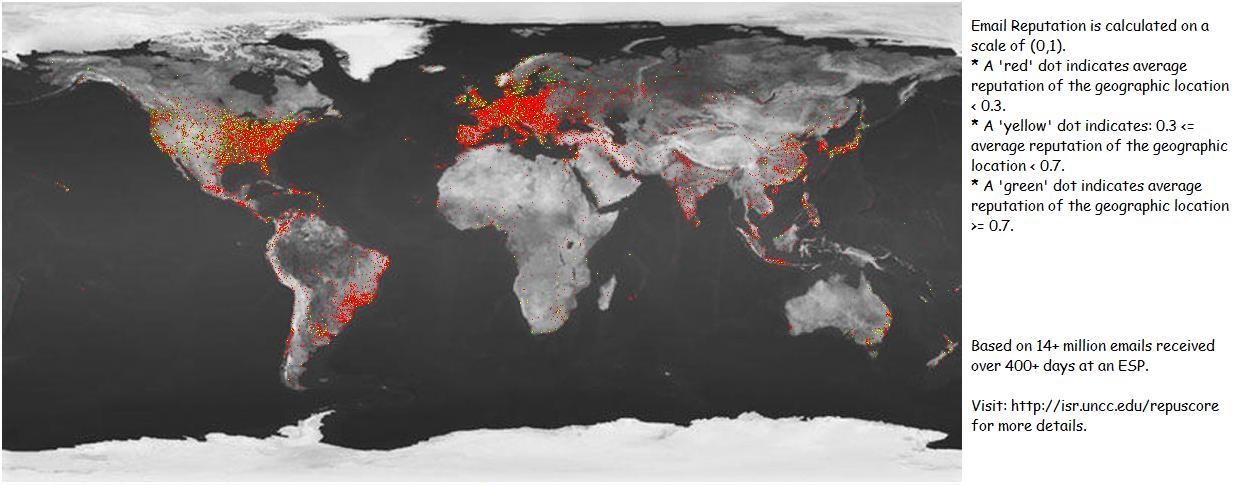 Email Reputation is calculated on a
scale of (0,1).
* A 'red' dot indicates average
reputation of the geographic location
< 0.3.
* A 'yellow' dot indicates: 0.3 <=
average reputation of the geographic
location < 0.7.
* A 'green' dot indicates average
reputation of the geographic location
>= 0.7.
Based on 14+ million emails received
over 400+ days at an ESP.
Visit: http://isr.uncc.edu/repuscore
for more details.